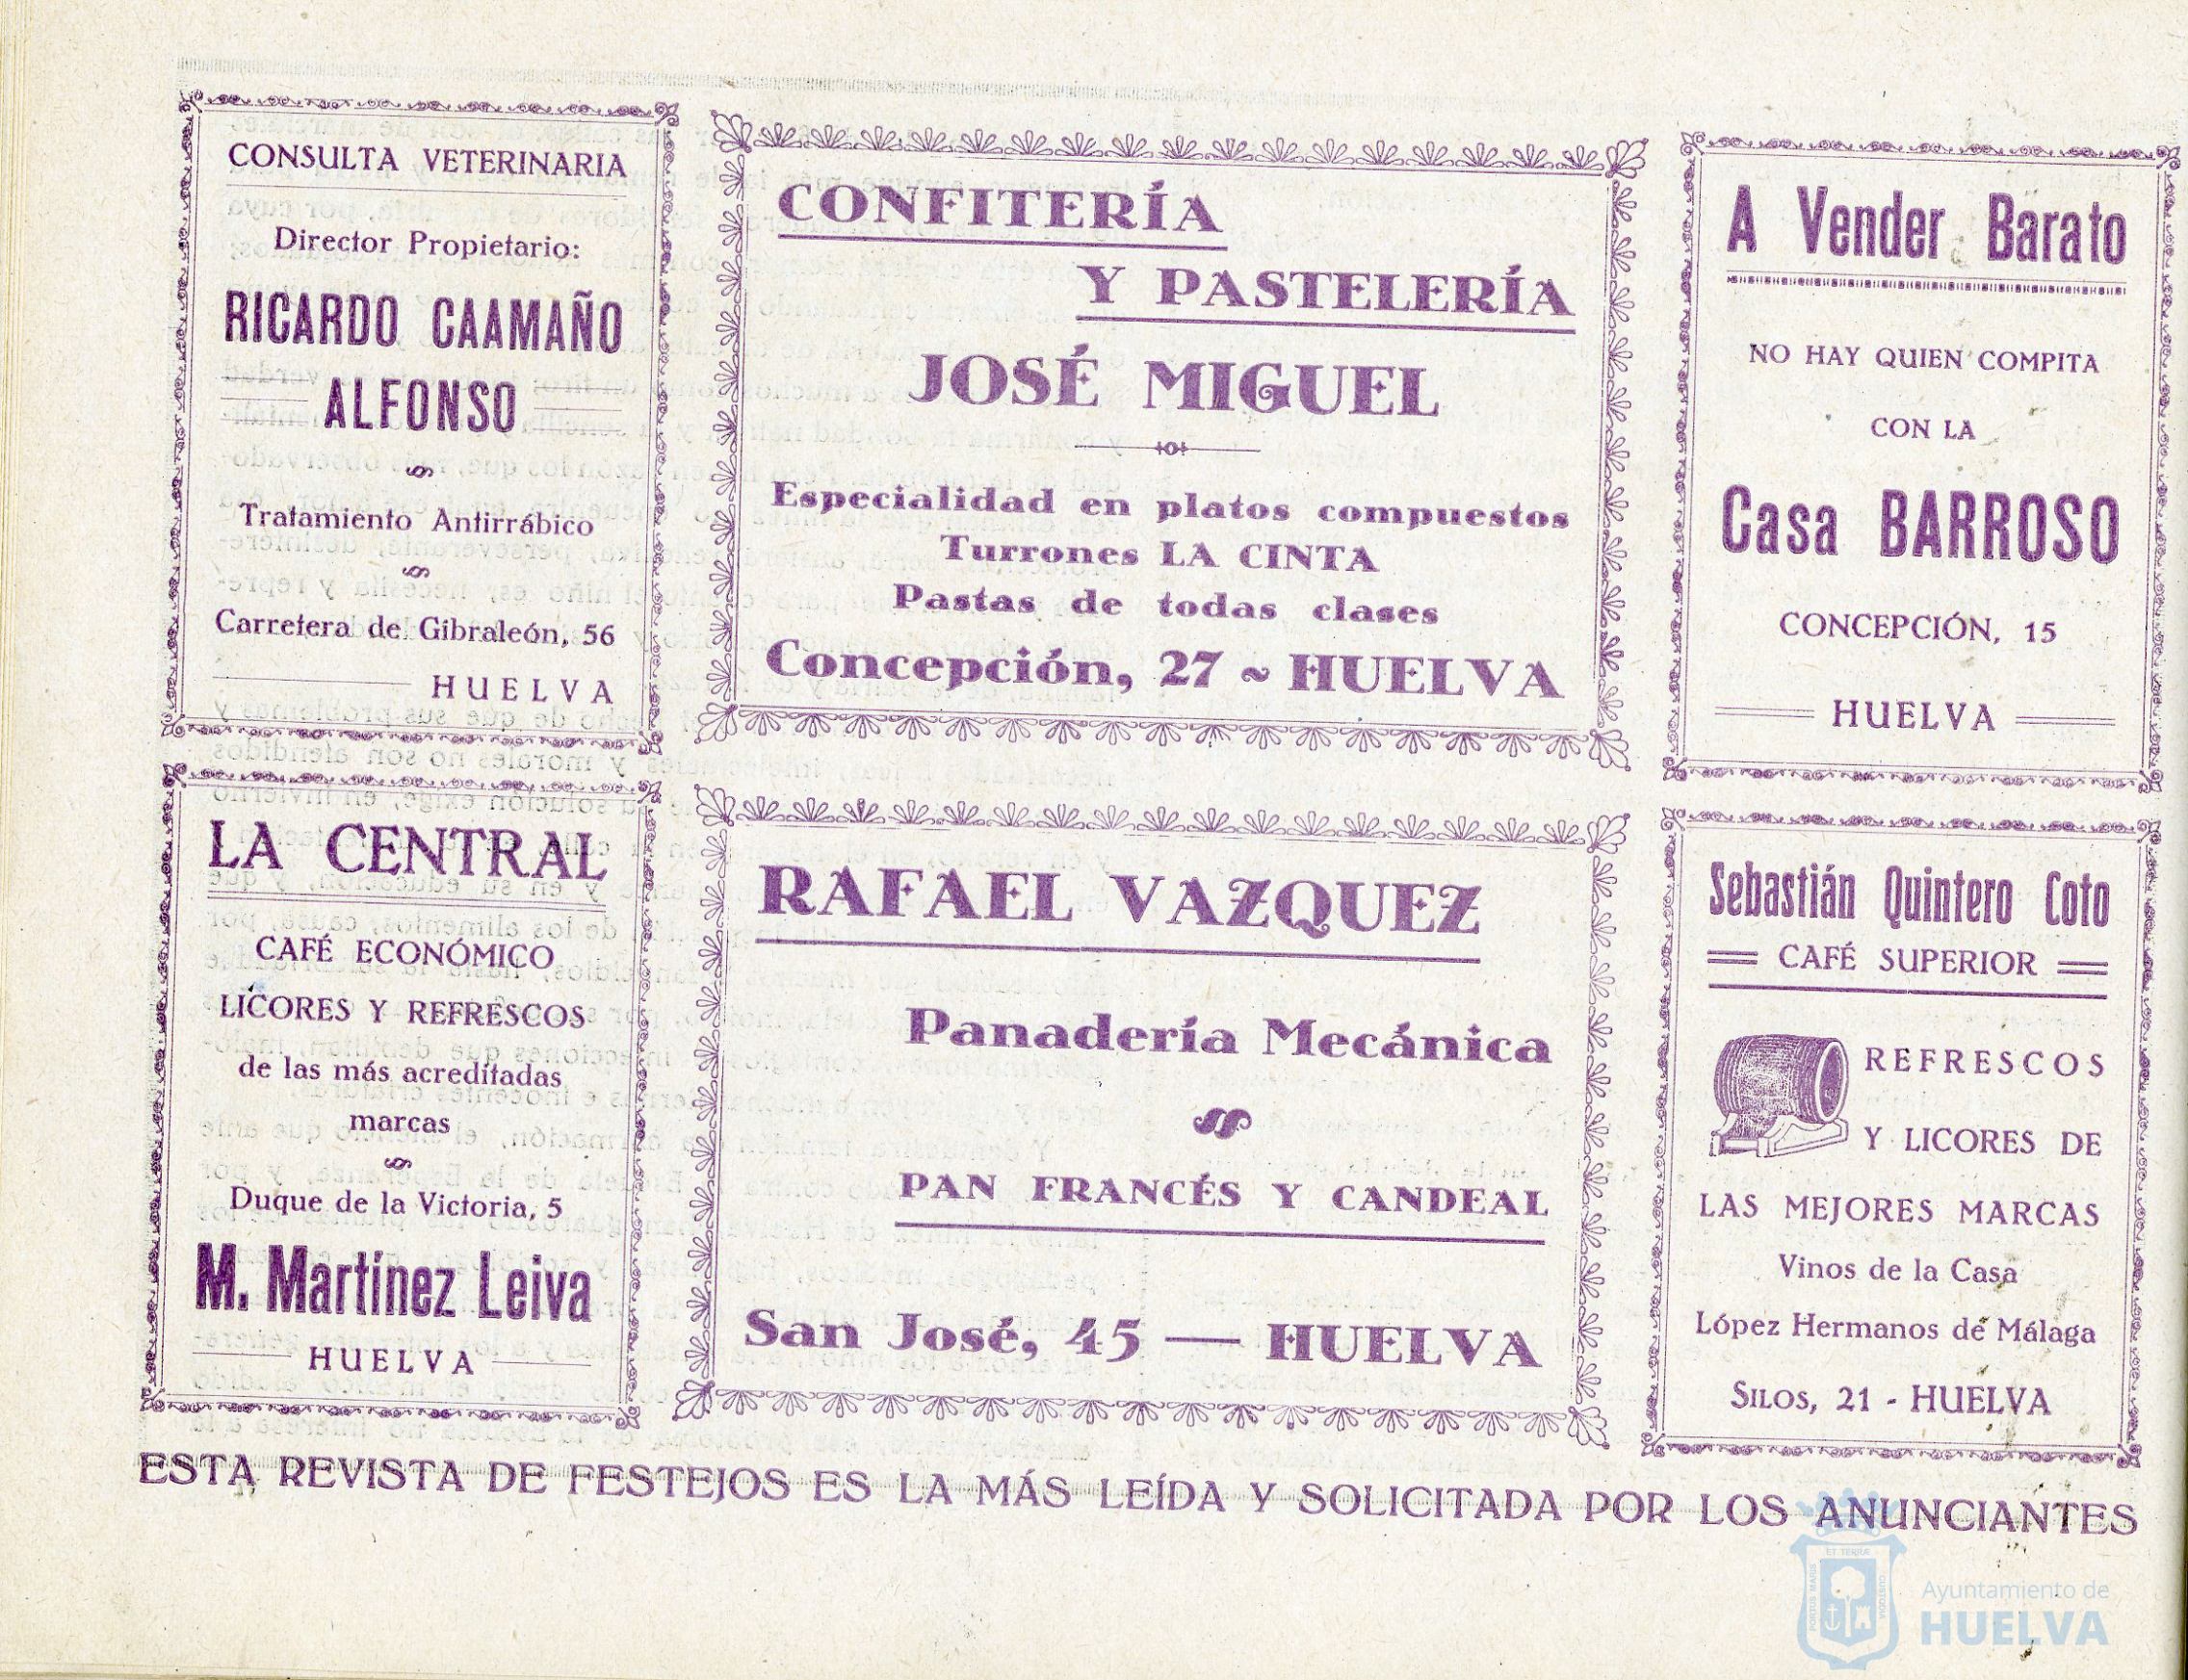 CONSULTA VETERINARIA
Director Propietario:
RICARDO CAAMAÑO
ALFONSO
Tratamiento Antirrábico
Carretera de Gibraleón, 56
HUELVA
CONFITERÍA
Y PASTELERÍA
JOSÉ MIGUEL
Especialidad en platos compuestos
Turrones LA CINTA
Pastas de todas clases
Concepción, 27 ~ HUELVA
A Vender Barato
NO HAY QUIEN COMPITA
CON LA
Casa BARROSO
CONCEPCIÓN, 15
HUELVA
LA CENTRAL
CAFÉ ECONÓMICO
LICORES Y REFRESCOS
de las más acreditadas
marcas
Duque de la Victoria, 5
M. Martínez Leiva
HUELVA
RAFAEL VAZQUEZ
Panadería Mecánica
PAN FRANCÉS Y CANDEAL
San José, 45 — HUELVA
Sebastián Quintero Coto
CAFÉ SUPERIOR
REFRESCOS
Y LICORES DE
LAS MEJORES MARCAS
Vinos de la Casa
López Hermanos de Málaga
SILOS, 21 - HUELVA
ESTA REVISTA DE FESTEJOS ES LA MÁS LEÍDA Y SOLICITADA POR LOS ANUNCIANTES
PORTUS MARIS
ET TERRÆ
CUSTODIA
Ayuntamiento de
HUELVA